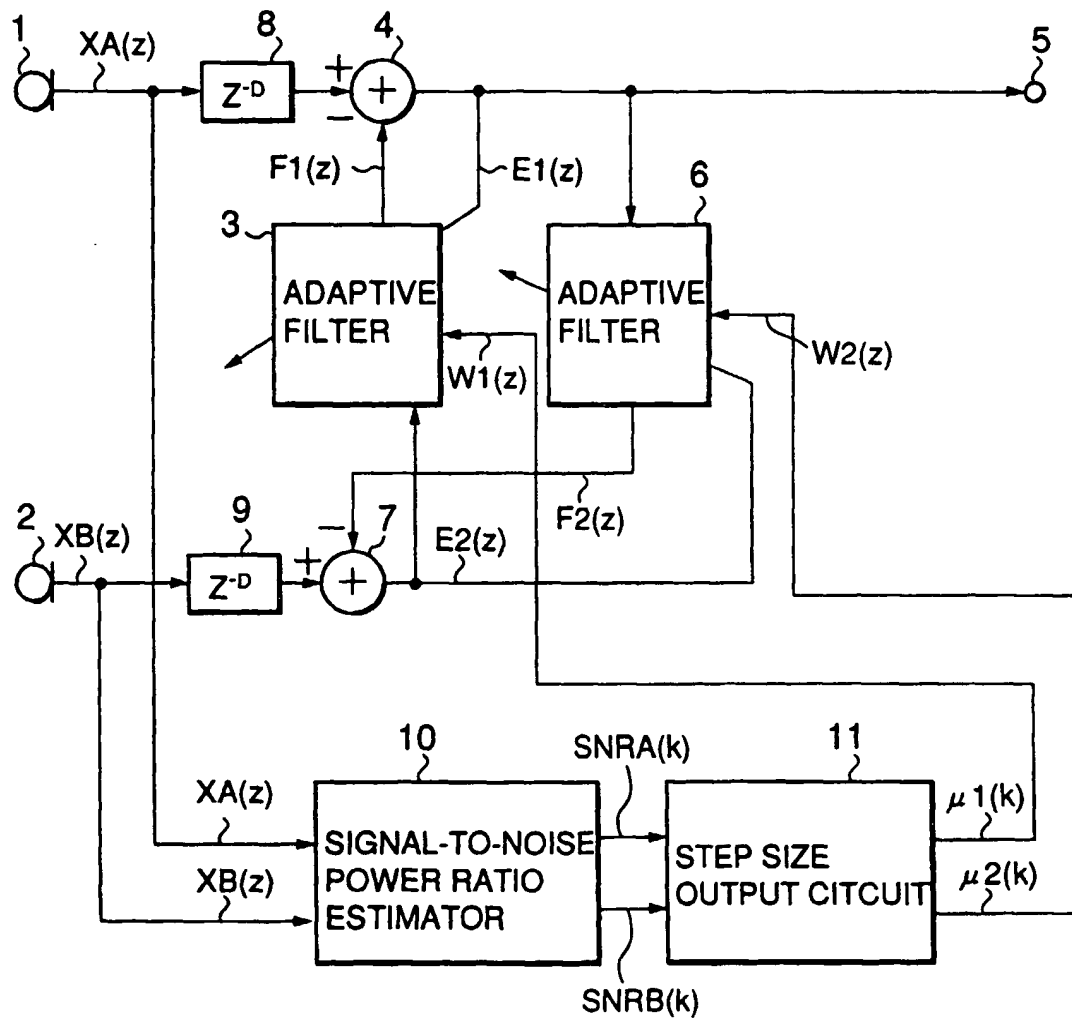 1
XA(z)
8
Z-D
+
−
4
+
5
F1(z)
E1(z)
3
ADAPTIVE
FILTER
6
ADAPTIVE
FILTER
W1(z)
W2(z)
2
XB(z)
9
Z-D
+
−
7
+
F2(z)
E2(z)
10
XA(z)
XB(z)
SIGNAL-TO-NOISE
POWER RATIO
ESTIMATOR
SNRA(k)
SNRB(k)
11
STEP SIZE
OUTPUT CITCUIT
μ1(k)
μ2(k)